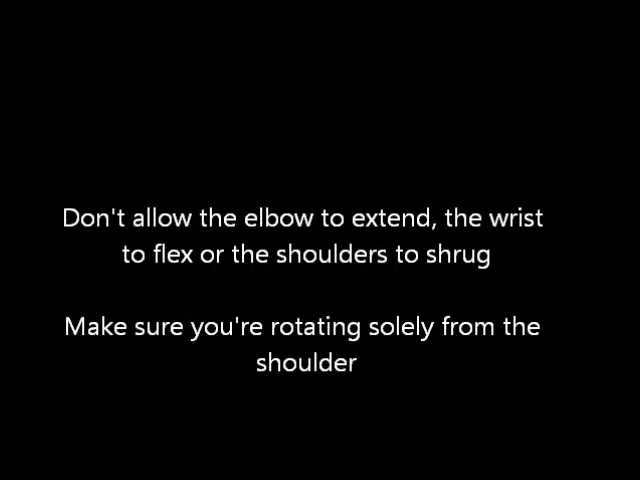 Don't allow the elbow to extend, the wrist
to flex or the shoulders to shrug
Make sure you're rotating solely from the
shoulder